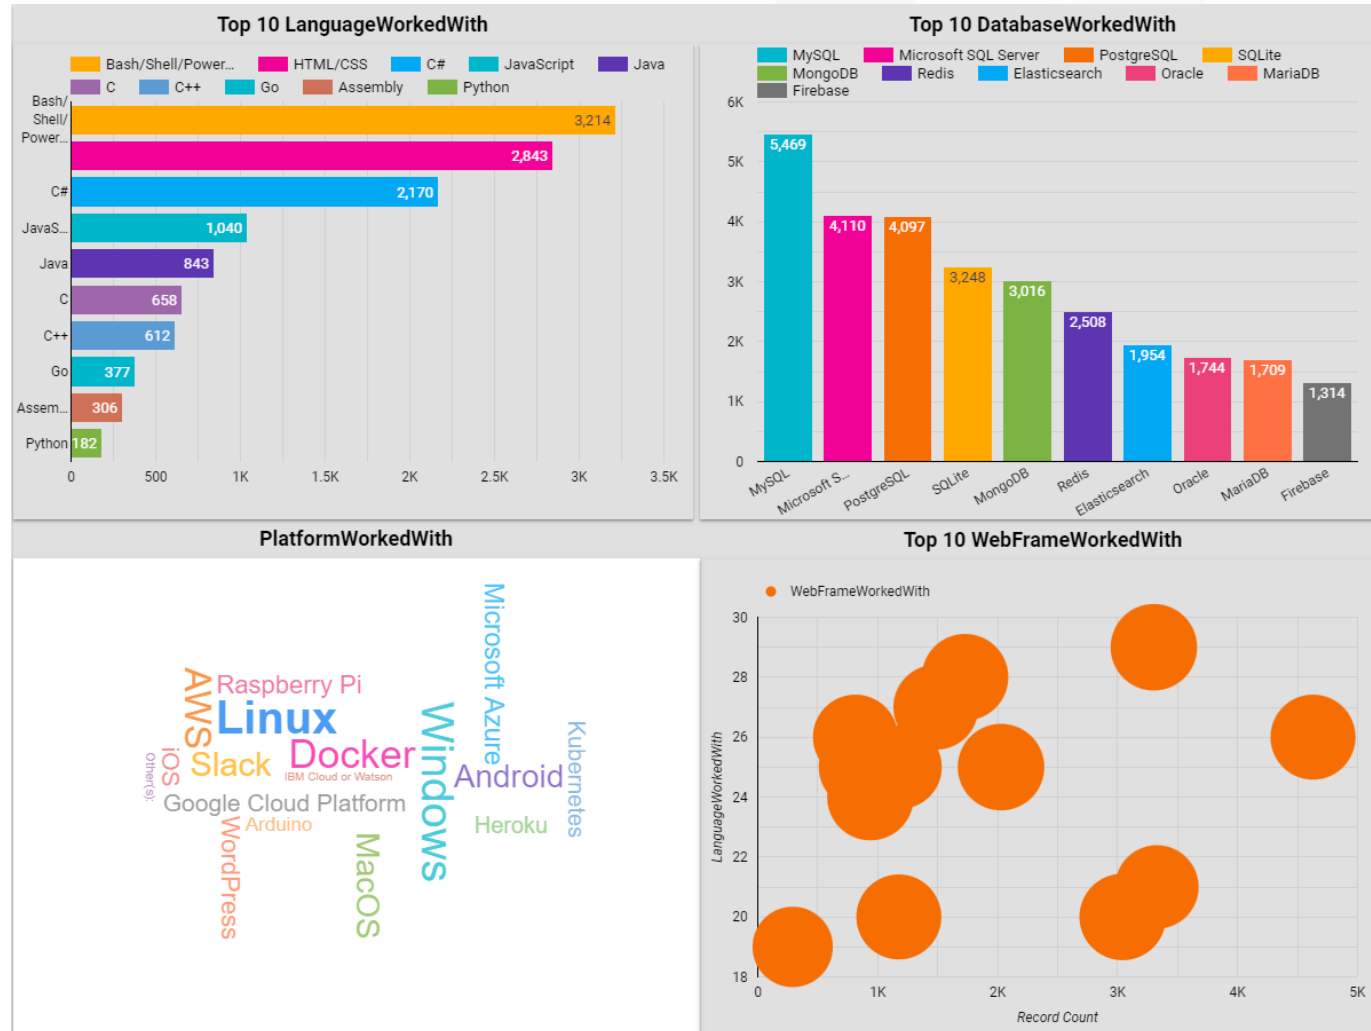 Top 10 LanguageWorkedWith
Bash/Shell/Power... HTML/CSS C# JavaScript Java
C C++ Go Assembly Python
Bash/
Shell/
Power...
3,214
2,843
C# 2,170
JavaS... 1,040
Java 843
C 658
C++ 612
Go 377
Assem... 306
Python 182
0 500 1K 1.5K 2K 2.5K 3K 3.5K
Top 10 DatabaseWorkedWith
MySQL Microsoft SQL Server PostgreSQL SQLite
MongoDB Redis Elasticsearch Oracle MariaDB
Firebase
6K
5K
4K
3K
2K
1K
0
5,469
4,110
4,097
3,248
3,016
2,508
1,954
1,744
1,709
1,314
MySQL
Microsoft S...
PostgreSQL
SQLite
MongoDB
Redis
Elasticsearch
Oracle
MariaDB
Firebase
PlatformWorkedWith
Microsoft Azure
AWS
Raspberry Pi
Linux
Windows
Kubernetes
Docker
iOS
Other(s):
Slack
IBM Cloud or Watson
Android
Google Cloud Platform
Arduino
Heroku
WordPress
MacOS
Top 10 WebFrameWorkedWith
WebFrameWorkedWith
LanguageWorkedWith
30
28
26
24
22
20
18
0 1K 2K 3K 4K 5K
Record Count